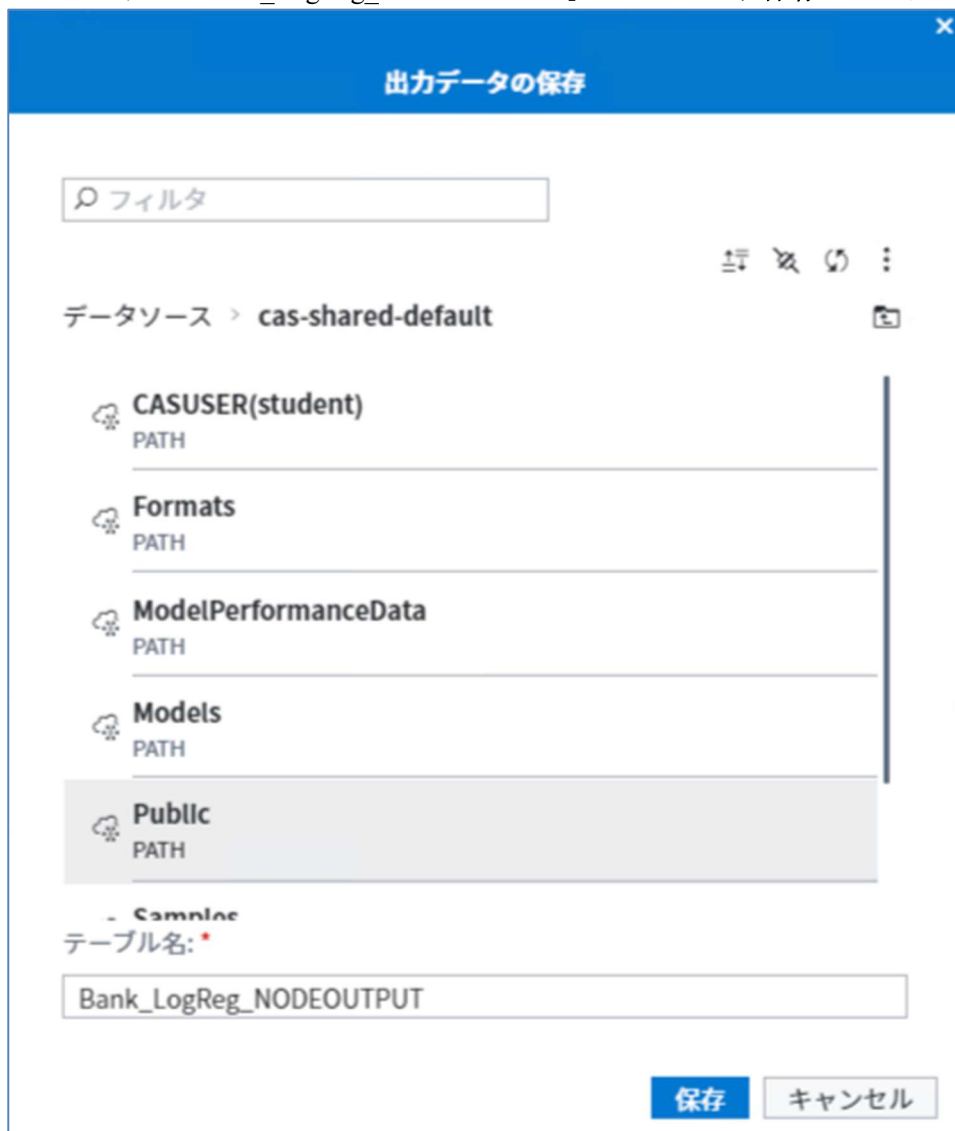 出力データの保存
フィルタ
データソース > cas-shared-default
CASUSER(student)
PATH
Formats
PATH
ModelPerformanceData
PATH
Models
PATH
Public
PATH
Samples
テーブル名:*
Bank_LogReg_NODEOUTPUT
保存 キャンセル